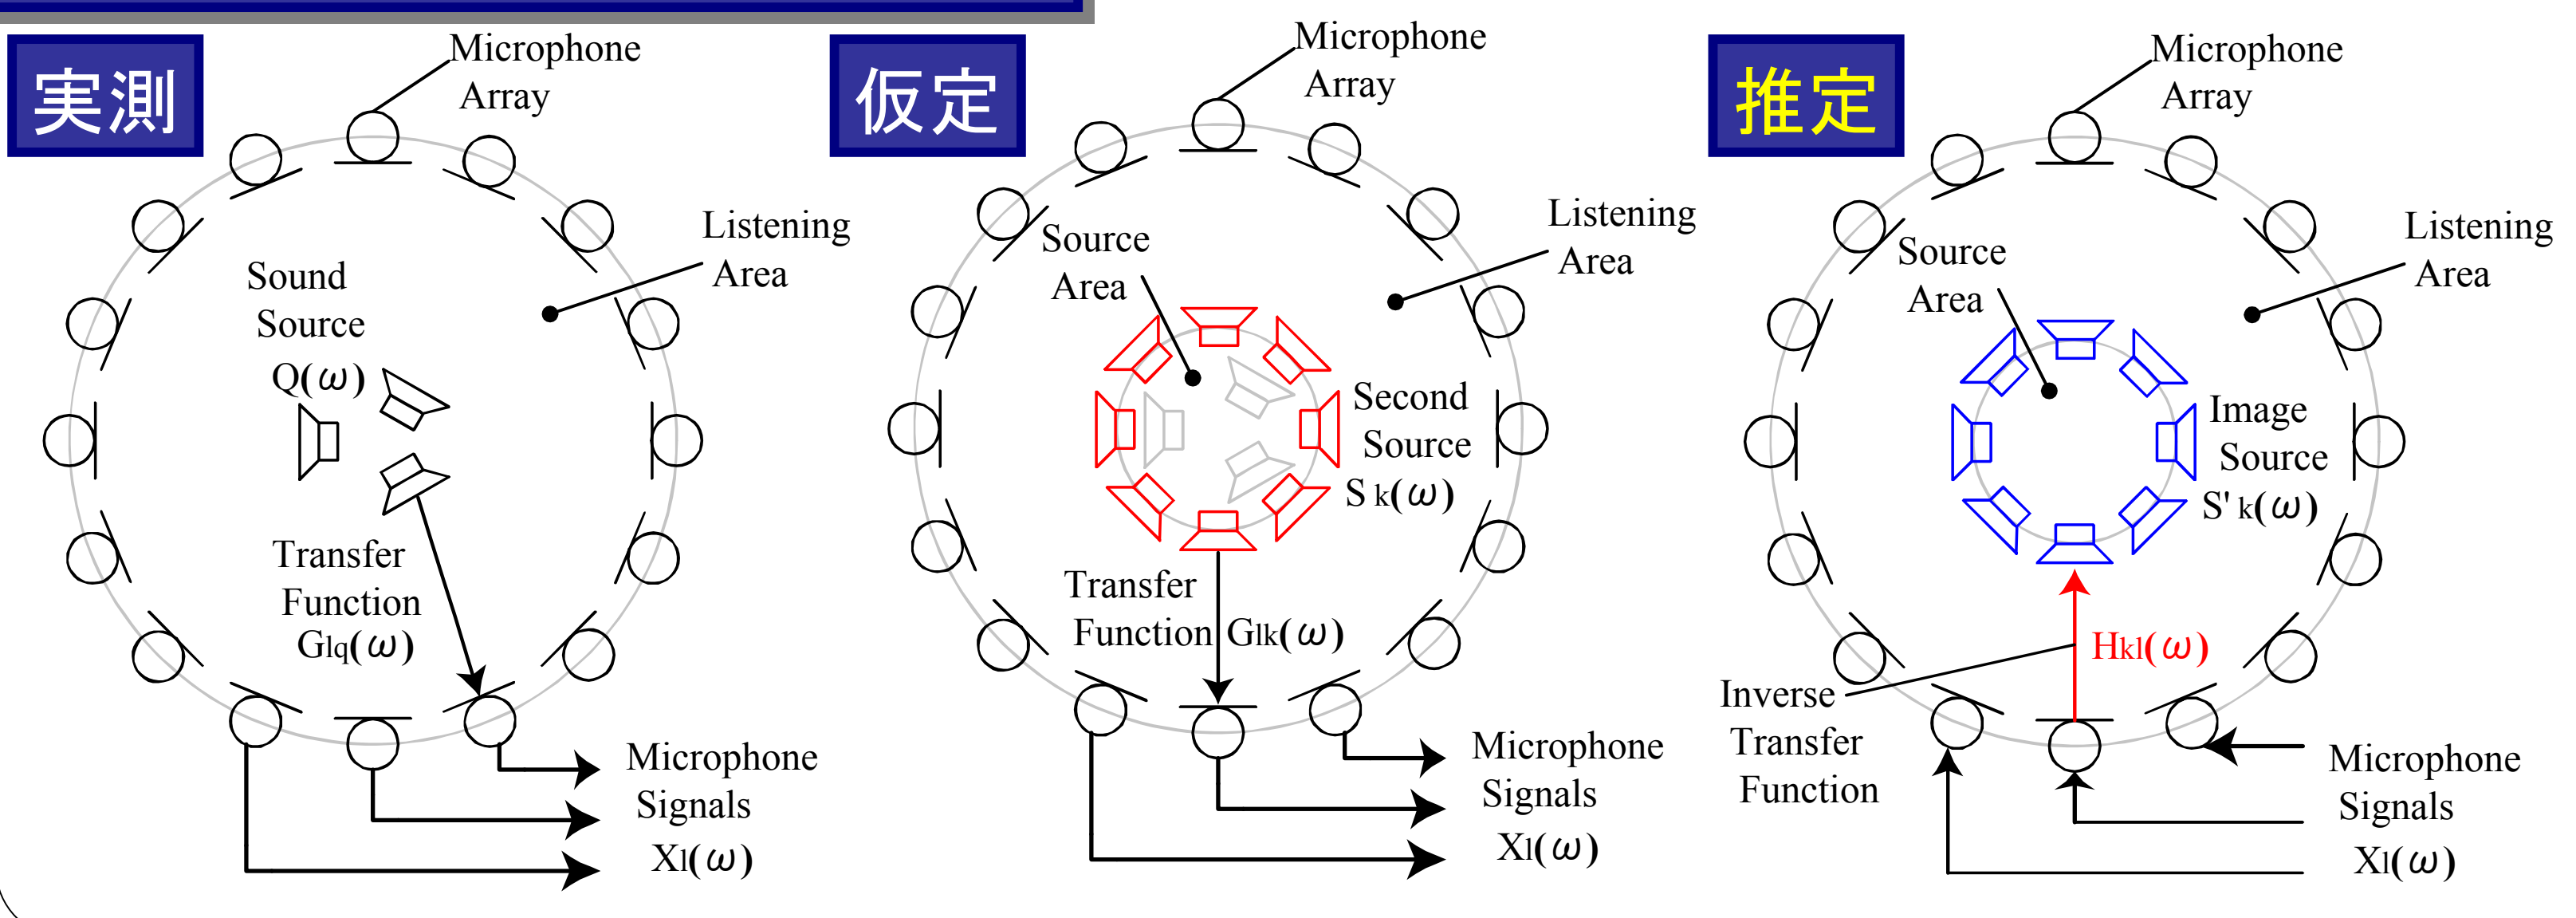 実測
Microphone
Array
Listening
Area
Sound
Source
Q(ω)
Transfer
Function
Glq(ω)
Microphone
Signals
Xl(ω)
仮定
Microphone
Array
Listening
Area
Source
Area
Second
Source
S k(ω)
Transfer
Function Glk(ω)
Microphone
Signals
Xl(ω)
推定
Microphone
Array
Listening
Area
Source
Area
Image
Source
S' k(ω)
Hkl(ω)
Inverse
Transfer
Function
Microphone
Signals
Xl(ω)